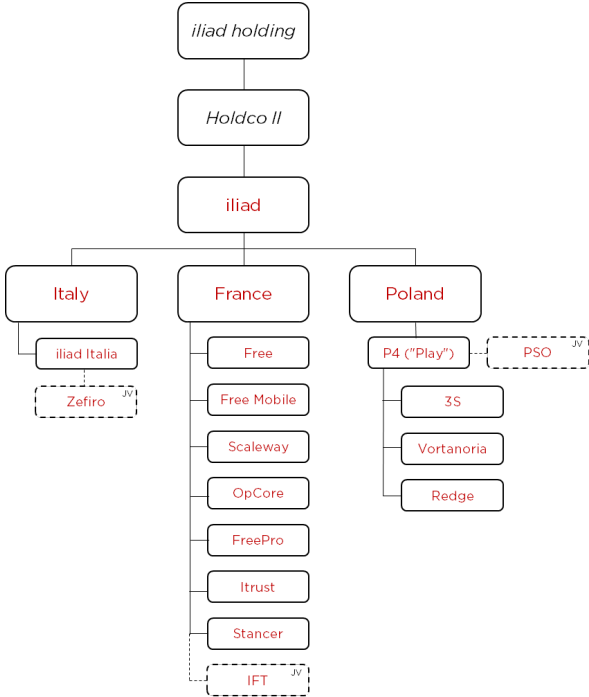 iliad holding
Holdco II
iliad
Italy
France
Poland
iliad Italia
Zefiro
JV
Free
Free Mobile
Scaleway
OpCore
FreePro
Itrust
Stancer
IFT
JV
P4 ("Play")
PSO
JV
3S
Vortanoria
Redge